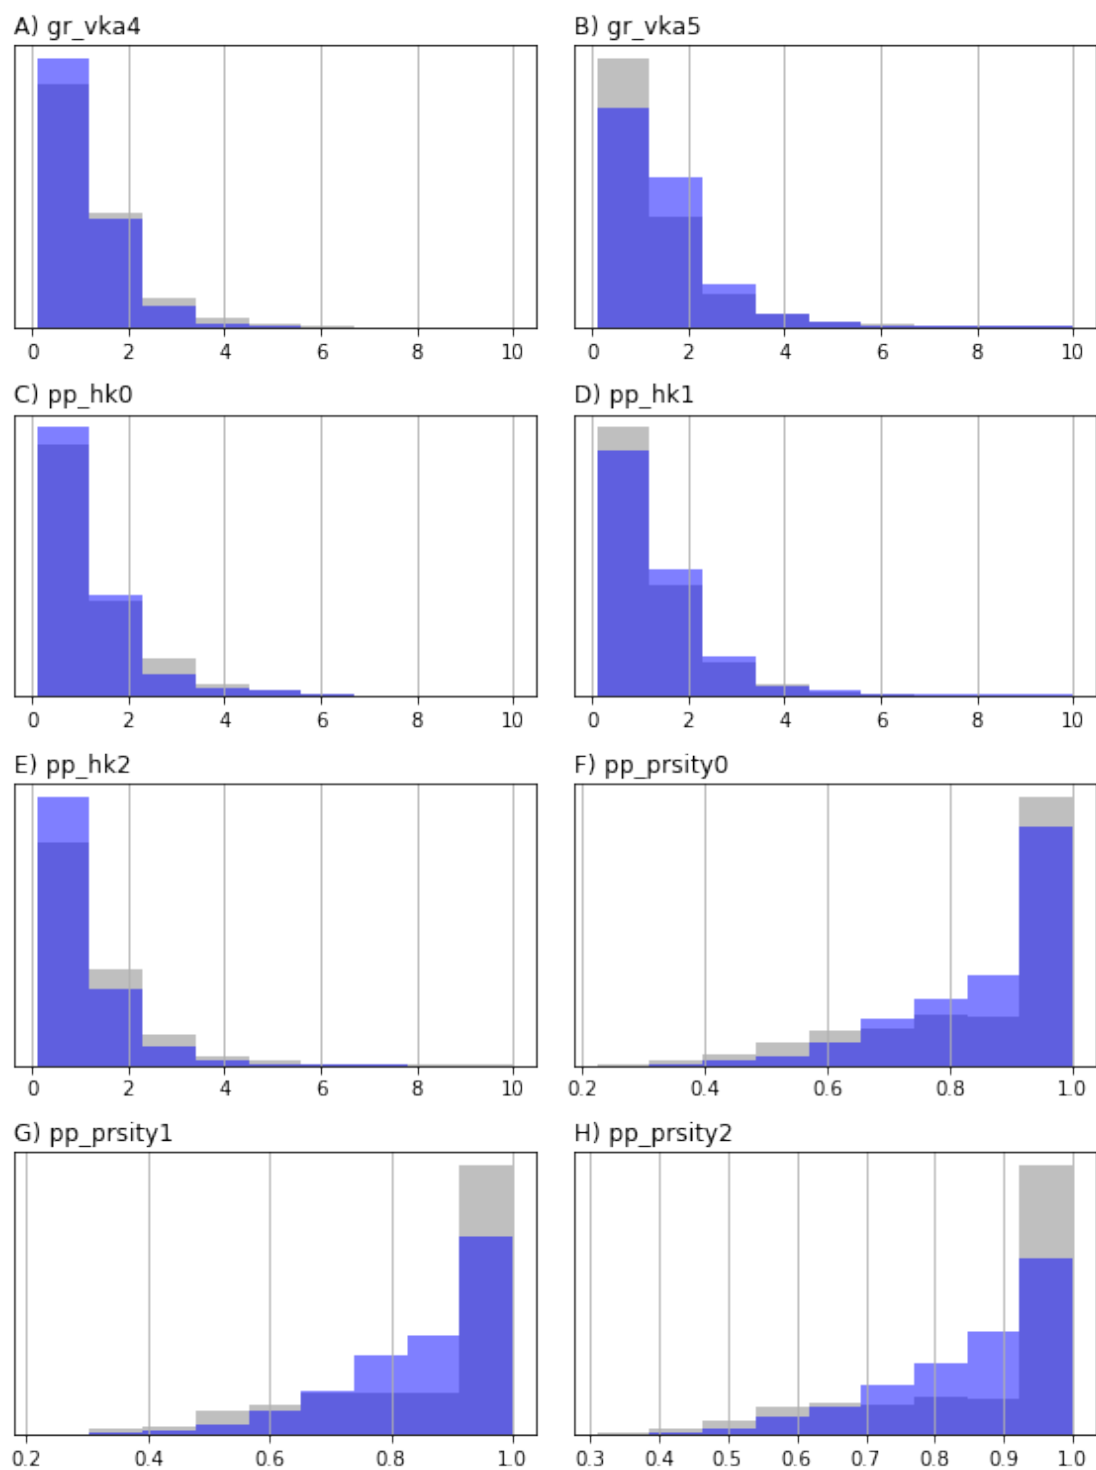 A) gr_vka4
B) gr_vka5
0 2 4 6 8 10
0 2 4 6 8 10
C) pp_hk0
D) pp_hk1
0 2 4 6 8 10
0 2 4 6 8 10
E) pp_hk2
F) pp_prsity0
0 2 4 6 8 10
0.2 0.4 0.6 0.8 1.0
G) pp_prsity1
H) pp_prsity2
0.2 0.4 0.6 0.8 1.0
0.3 0.4 0.5 0.6 0.7 0.8 0.9 1.0